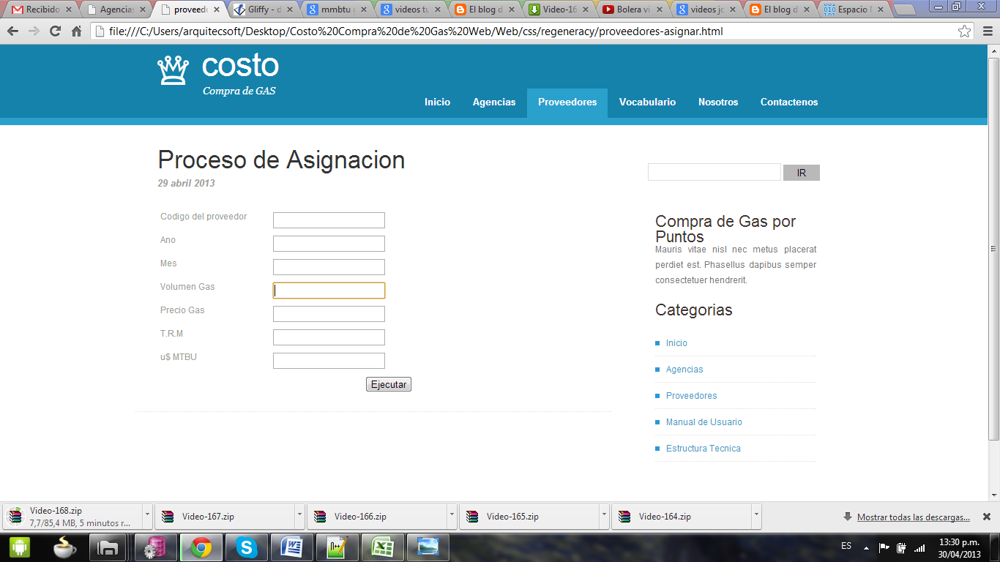 Recibido
Agencias
proveed
Gliffy - d
mmbtu g
videos tu
El blog d
Video-16
Bolera vi
videos jo
El blog d
Espacio
file:///C:/Users/arquitecsoft/Desktop/Costo%20Compra%20de%20Gas%20Web/Web/css/regeneracy/proveedores-asignar.html
costo
Compra de GAS
Inicio
Agencias
Proveedores
Vocabulario
Nosotros
Contactenos
Proceso de Asignacion
29 abril 2013
Codigo del proveedor
Ano
Mes
Volumen Gas
Precio Gas
T.R.M
u$ MTBU
Ejecutar
IR
Compra de Gas por
Puntos
Mauris vitae nisl nec metus placerat
perdiet est. Phasellus dapibus semper
consectetuer hendrerit.
Categorias
Inicio
Agencias
Proveedores
Manual de Usuario
Estructura Tecnica
Video-168.zip
7,7/85,4 MB, 5 minutos r...
Video-167.zip
Video-166.zip
Video-165.zip
Video-164.zip
Mostrar todas las descargas...
ES
13:30 p.m.
30/04/2013